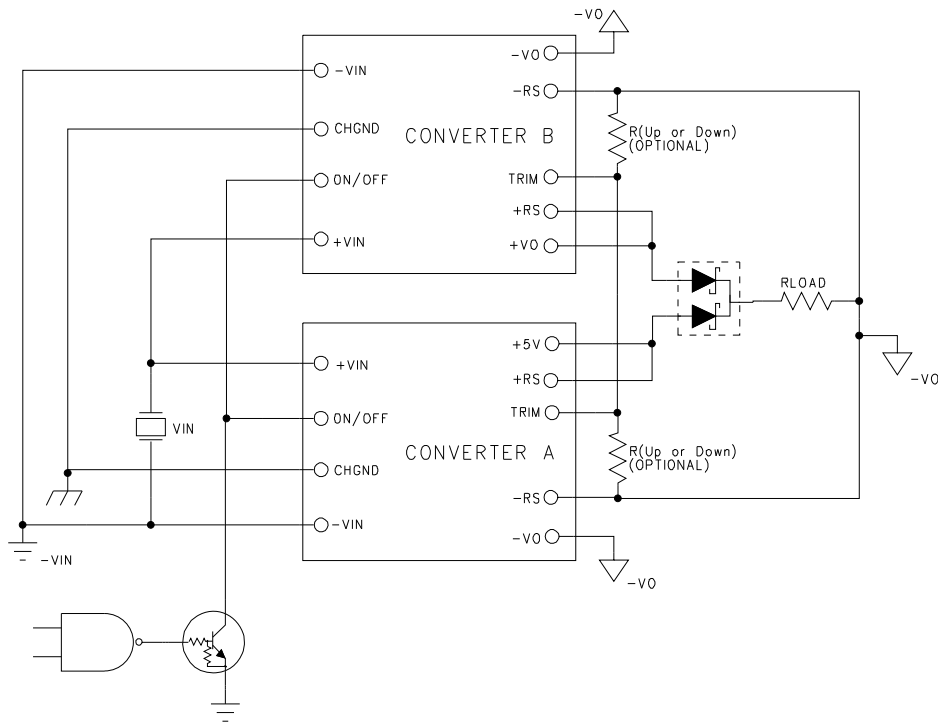 -VO
-VO
-VIN
-RS
CHGND
CONVERTER B
R(Up or Down)
(OPTIONAL)
ON/OFF
TRIM
+RS
+VIN
+VO
RLOAD
+5V
+VIN
+RS
-VO
ON/OFF
TRIM
VIN
CONVERTER A
R(Up or Down)
(OPTIONAL)
CHGND
-RS
-VIN
-VO
-VIN
-VO